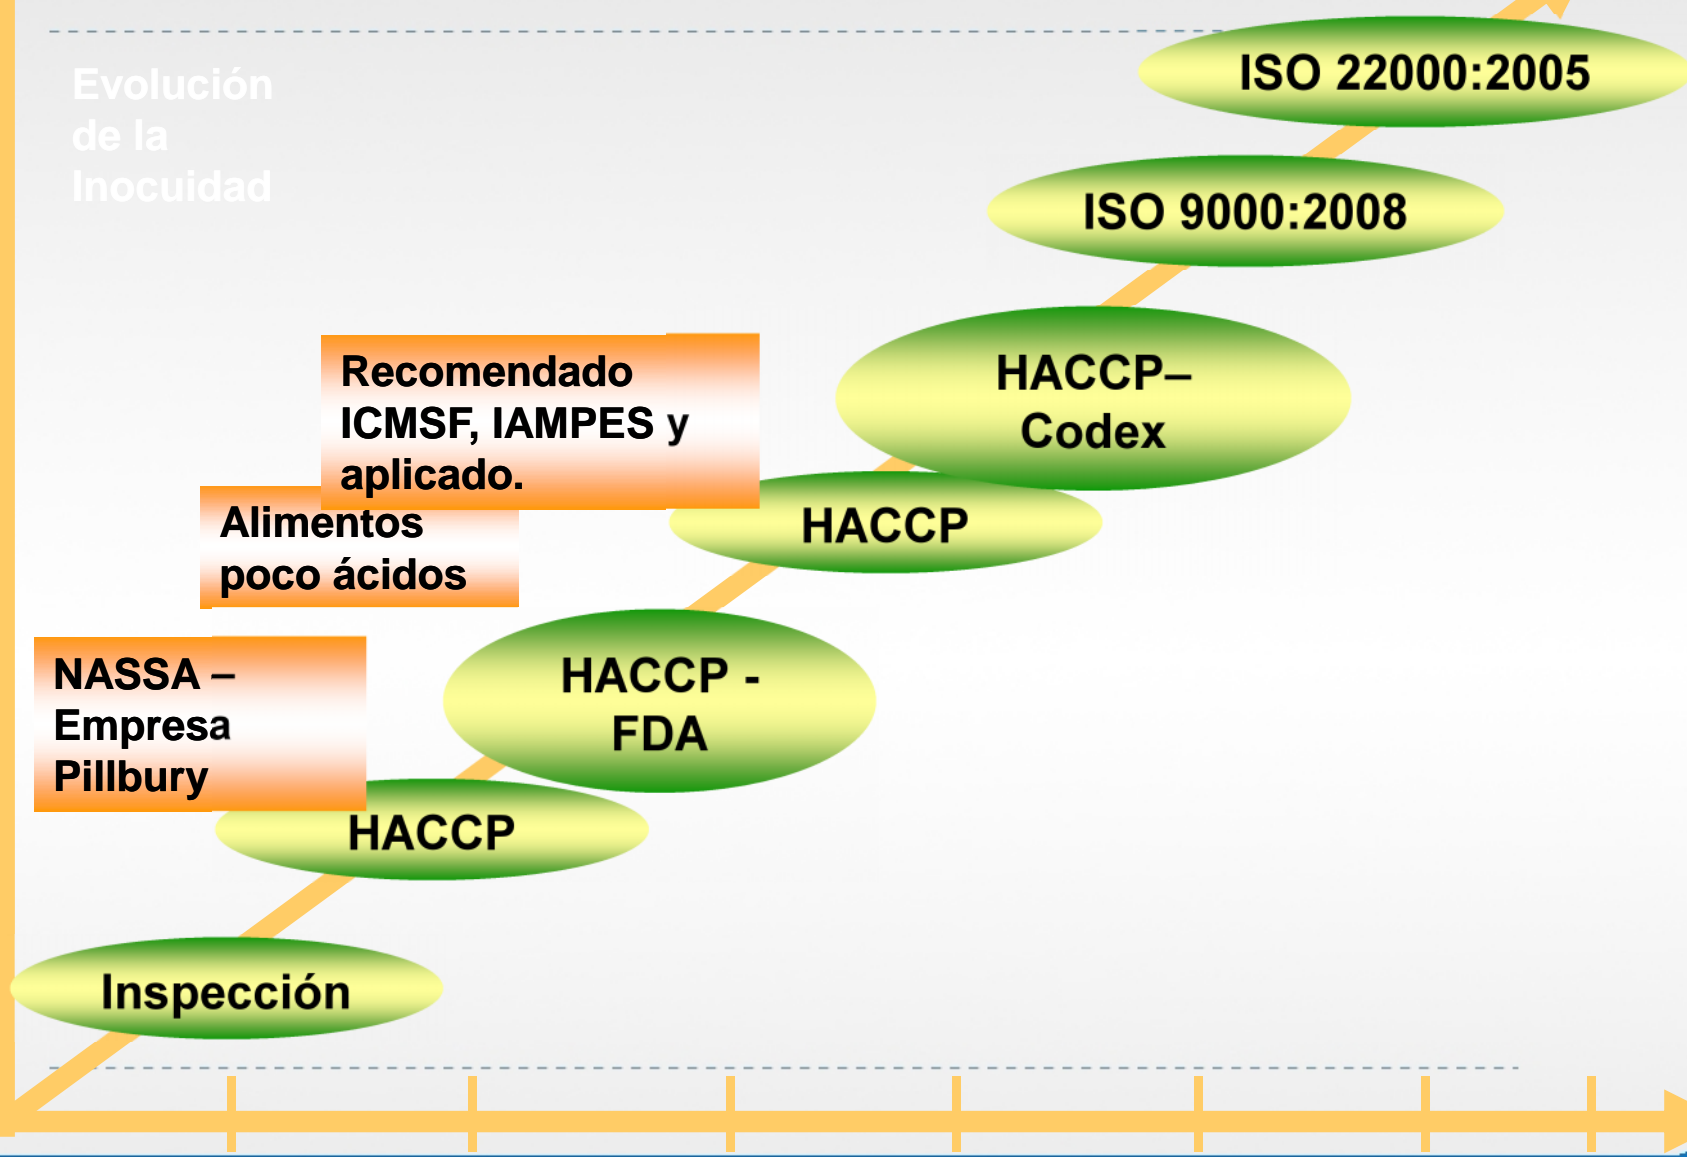 Evolución
de la
Inocuidad
ISO 22000:2005
ISO 9000:2008
HACCP–
Codex
Recomendado
ICMSF, IAMPES y
aplicado.
HACCP
Alimentos
poco ácidos
HACCP -
FDA
NASSA –
Empresa
Pillbury
HACCP
Inspección